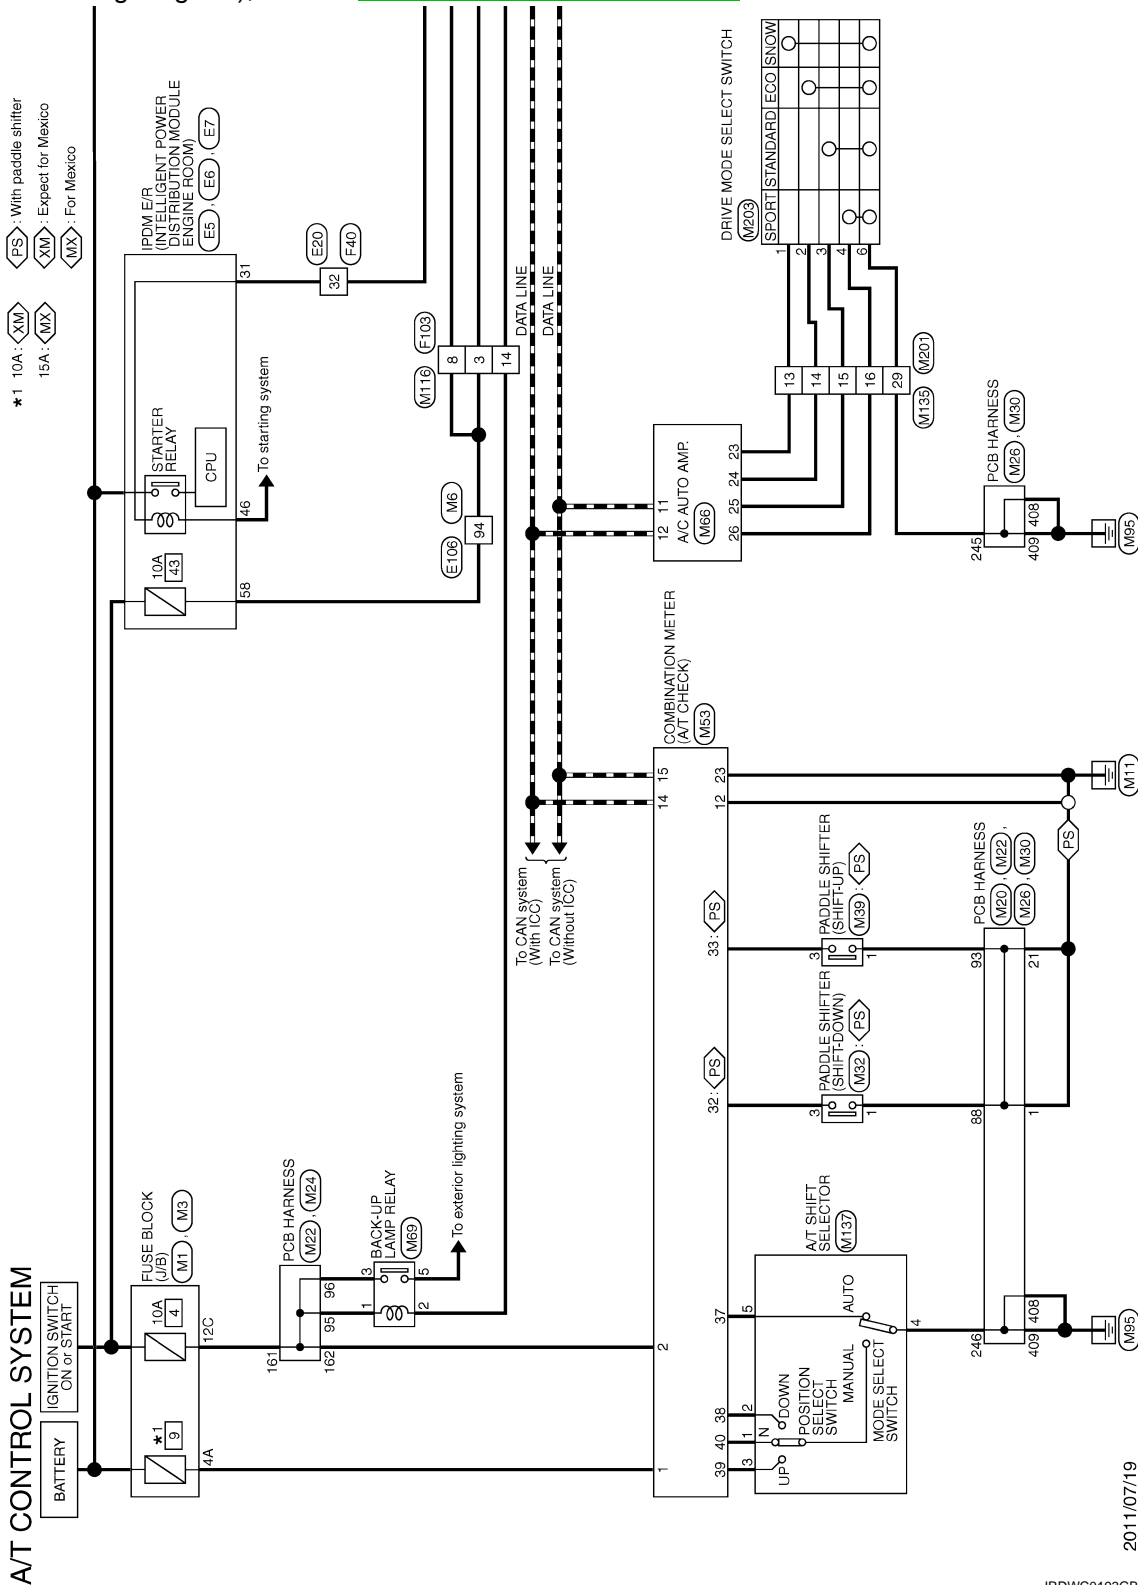 A/T CONTROL SYSTEM
BATTERY
IGNITION SWITCH
ON or START
*1 10A : XM
15A : MX
PS : With paddle shifter
XM : Expect for Mexico
MX : For Mexico
FUSE BLOCK
(J/B)
M1 , M3
*1
9
10A
4
4A
12C
10A
43
STARTER
RELAY
CPU
IPDM E/R
(INTELLIGENT POWER
DISTRIBUTION MODULE
ENGINE ROOM)
E5 , E6 , E7
58
46
31
To starting system
E20
32
F40
161
PCB HARNESS
M22 , M24
162
95
96
1
3
BACK-UP
LAMP RELAY
M69
2
5
To exterior lighting system
E106
94
M6
M116
8
3
14
F103
To CAN system
(With ICC)
To CAN system
(Without ICC)
DATA LINE
DATA LINE
1
2
14
15
COMBINATION METER
(A/T CHECK)
M53
39
40
38
37
32 : PS
33 : PS
12
23
12
11
A/C AUTO AMP.
M66
26
25
24
23
3
1
2
5
UP
N
DOWN
POSITION
SELECT
SWITCH
MANUAL
AUTO
MODE SELECT
SWITCH
4
A/T SHIFT
SELECTOR
M137
3
PADDLE SHIFTER
(SHIFT-DOWN)
M32 : PS
1
3
PADDLE SHIFTER
(SHIFT-UP)
M39 : PS
1
246
88
93
PCB HARNESS
M20 , M22 ,
M26 , M30
409
408
1
21
PS
M95
M11
DRIVE MODE SELECT SWITCH
M203
SPORT
STANDARD
ECO
SNOW
1
2
3
4
6
13
14
15
16
29
M135
M201
245
PCB HARNESS
M26 , M30
409
408
M95
2011/07/19